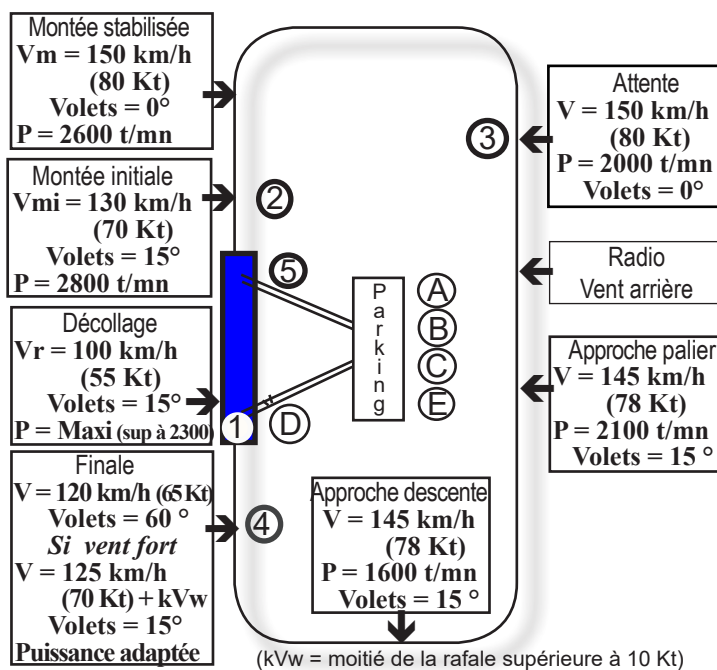 Montée stabilisée
Vm = 150 km/h
(80 Kt)
Volets = 0°
P = 2600 t/mn
Montée initiale
Vmi = 130 km/h
(70 Kt)
Volets = 15°
P = 2800 t/mn
Décollage
Vr = 100 km/h
(55 Kt)
Volets = 15°
P = Maxi (sup à 2300)
Finale
V = 120 km/h (65 Kt)
Volets = 60 °
Si vent fort
V = 125 km/h
(70 Kt) + kVw
Volets = 15°
Puissance adaptée
2
5
1
D
4
Parking
A
B
C
E
3
Attente
V = 150 km/h
(80 Kt)
P = 2000 t/mn
Volets = 0°
Radio
Vent arrière
Approche palier
V = 145 km/h
(78 Kt)
P = 2100 t/mn
Volets = 15 °
Approche descente
V = 145 km/h
(78 Kt)
P = 1600 t/mn
Volets = 15 °
(kVw = moitié de la rafale supérieure à 10 Kt)